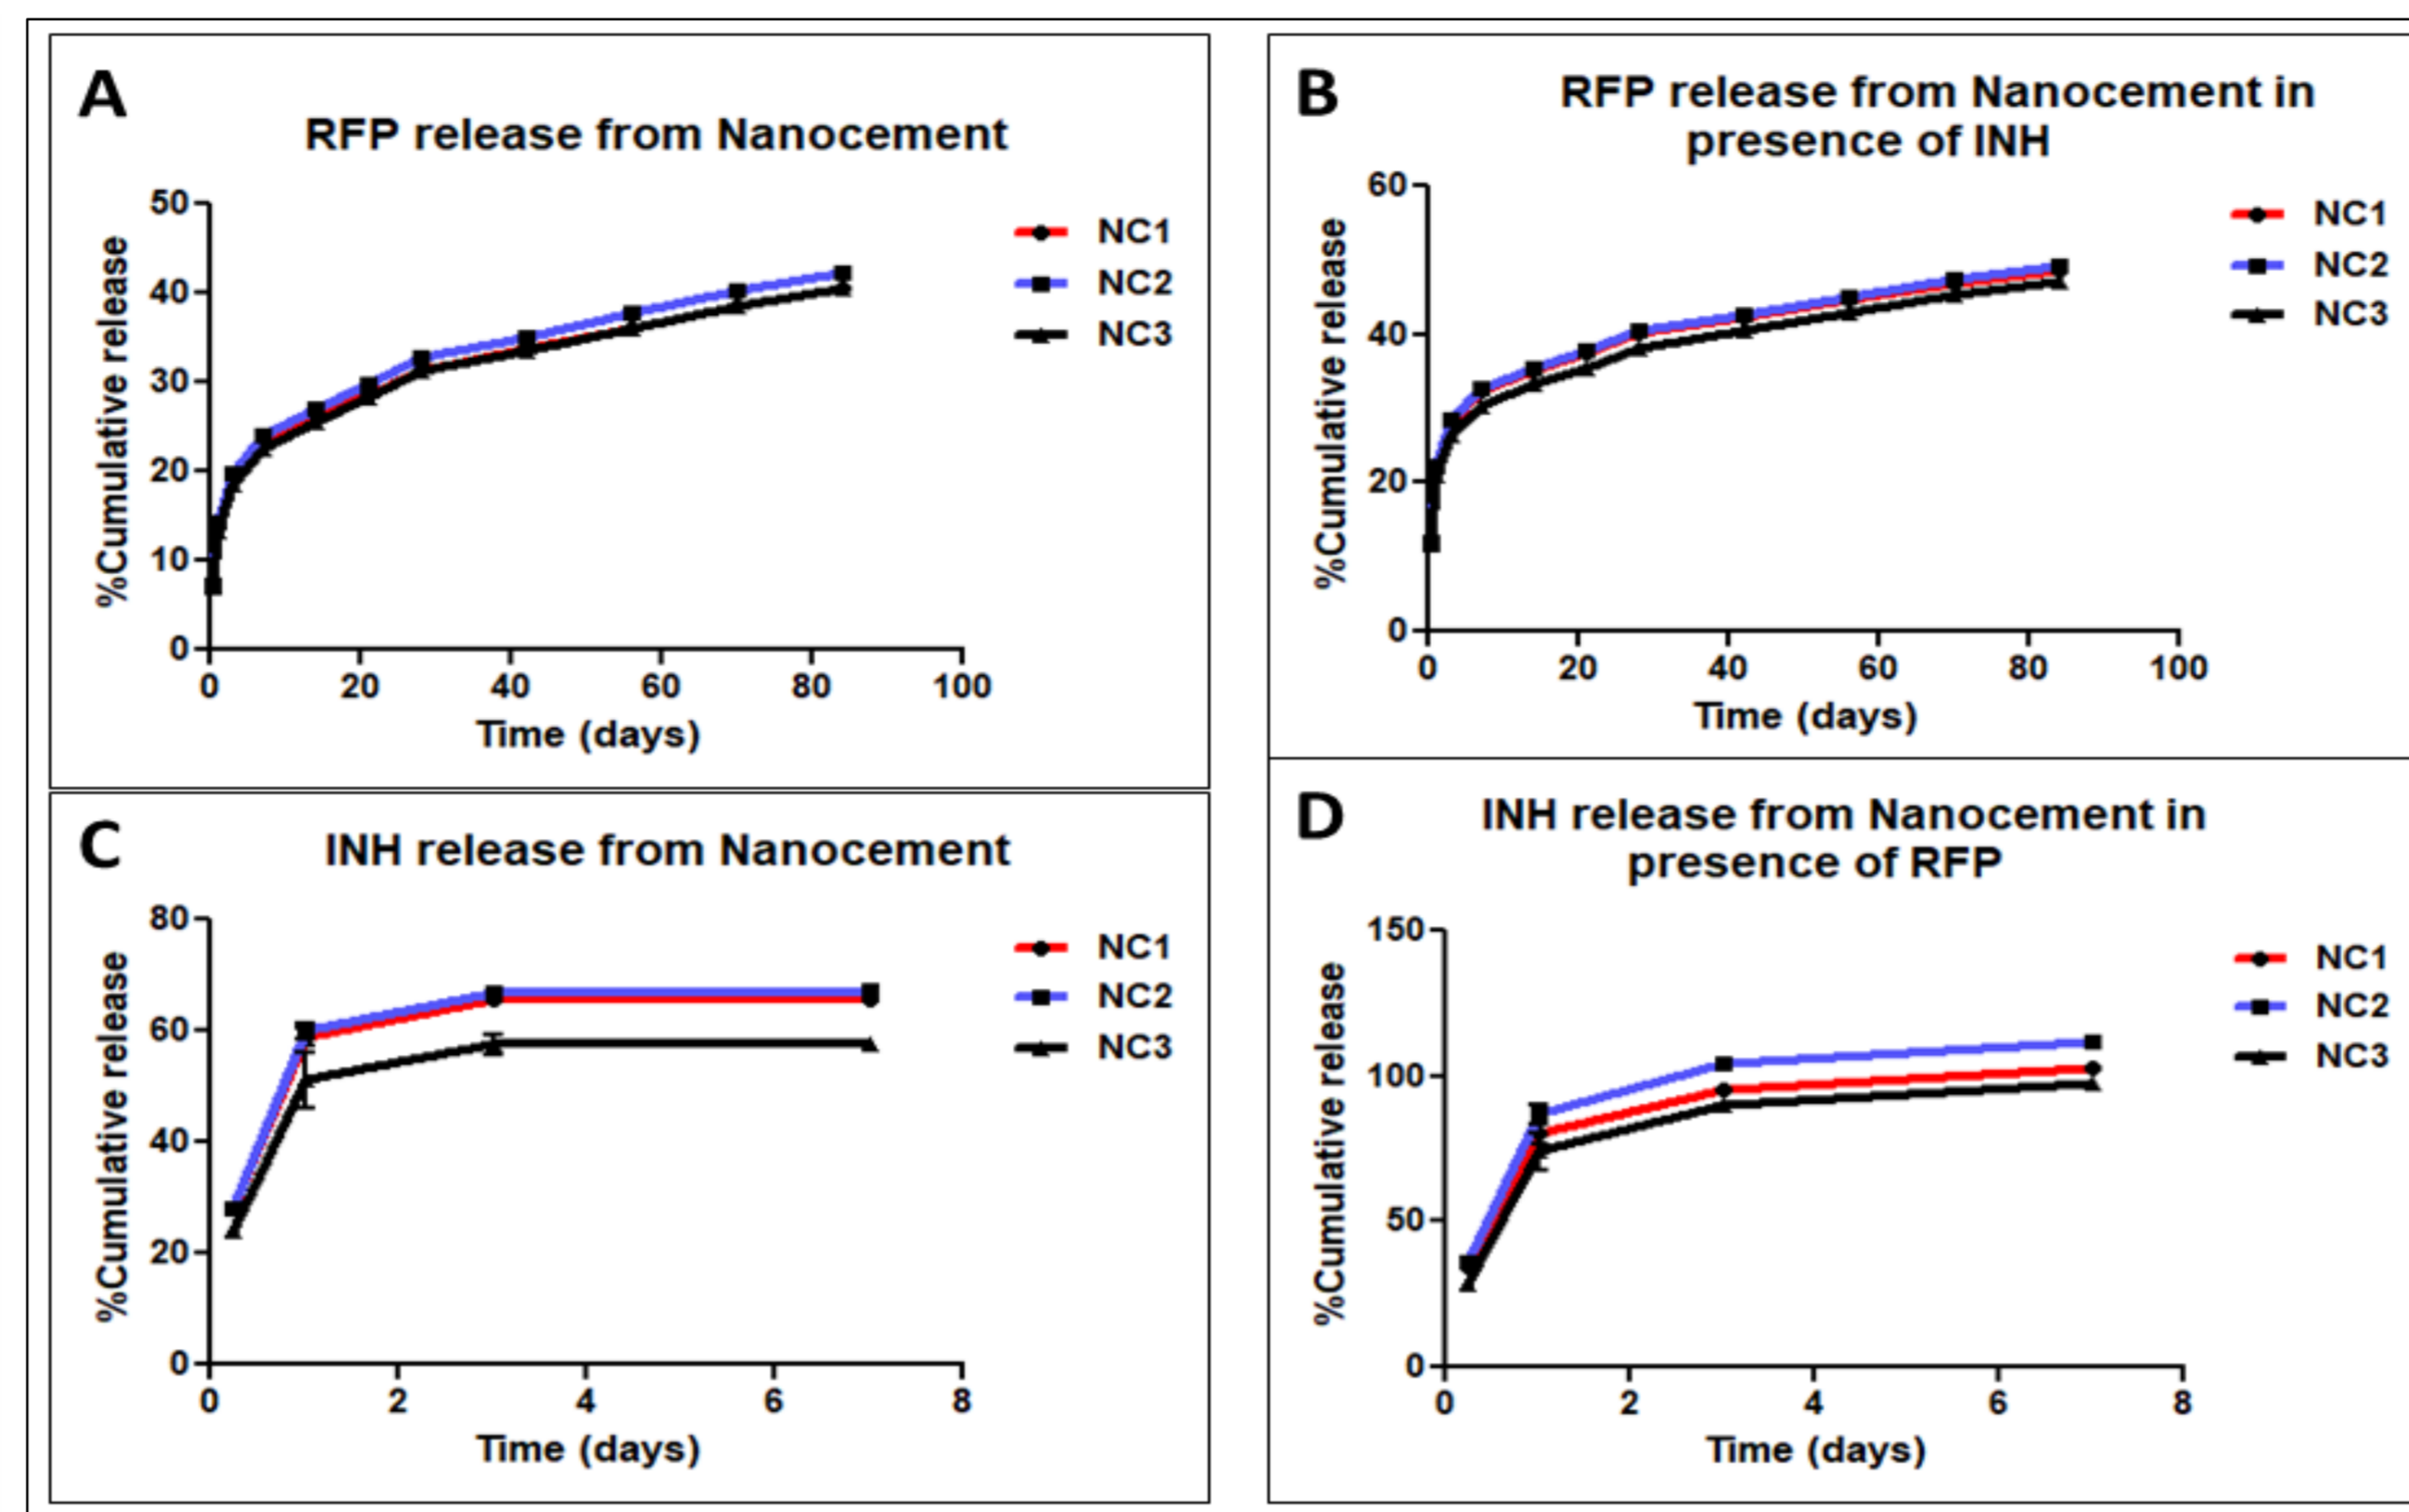 A
RFP release from Nanocement
%Cumulative release
50
40
30
20
10
0
0 20 40 60 80 100
Time (days)
NC1
NC2
NC3
B
RFP release from Nanocement in
presence of INH
%Cumulative release
60
40
20
0
0 20 40 60 80 100
Time (days)
NC1
NC2
NC3
C
INH release from Nanocement
%Cumulative release
80
60
40
20
0
0 2 4 6 8
Time (days)
NC1
NC2
NC3
D
INH release from Nanocement in
presence of RFP
%Cumulative release
150
100
50
0
0 2 4 6 8
Time (days)
NC1
NC2
NC3